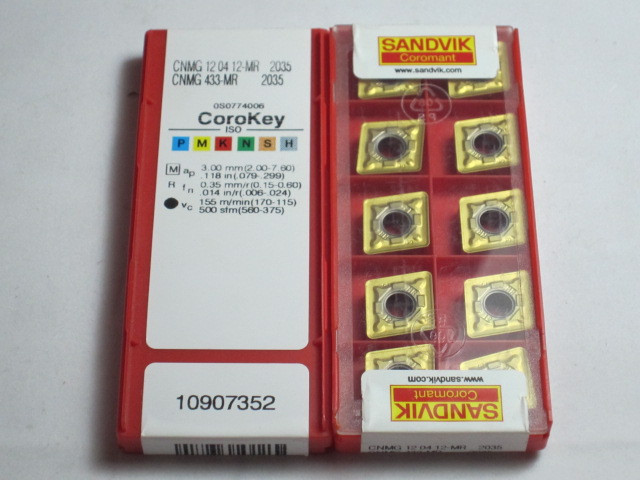 CNMG 12 04 12-MR 2035
CNMG 433-MR 2035
0S0774006
CoroKey
ISO
P M K N S H
M ap 3.00 mm(2.00-7.60)
.118 in(.079-.299)
R fn 0.35 mm/r(0.15-0.60)
.014 in/r(.006-.024)
vc 155 m/min(170-115)
500 sfm(560-375)
10907352
SANDVIK
Coromant
www.sandvik.com
www.sandvik.com
Coromant
SANDVIK
CNMG 12 04 12-MR 2035